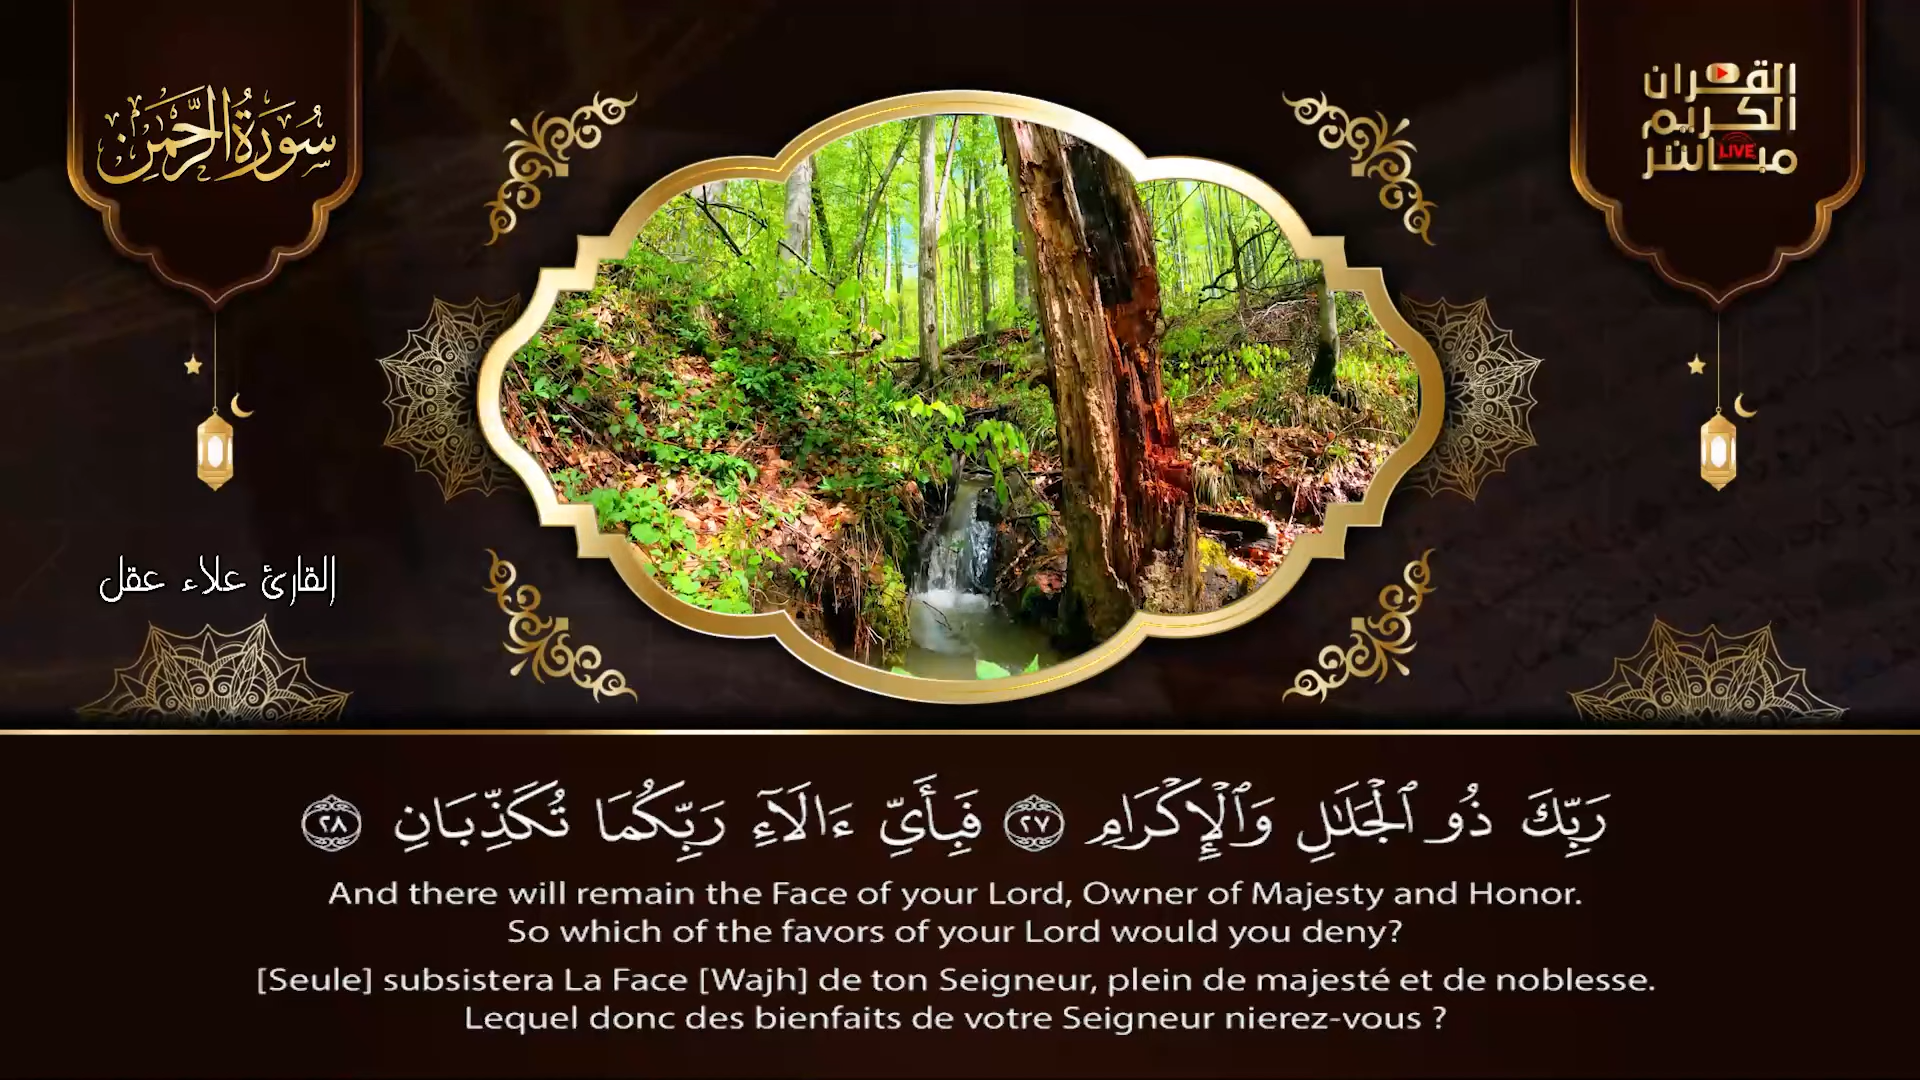 سُورَةُ الرَّحْمَٰنِ
القرآن
الكريم
مباشر
LIVE
القارئ علاء عقل
رَبِّكَ ذُو ٱلْجَلَٰلِ وَٱلْإِكْرَامِ ٢٧ فَبِأَىِّ ءَالَآءِ رَبِّكُمَا تُكَذِّبَانِ ٢٨
And there will remain the Face of your Lord, Owner of Majesty and Honor.
So which of the favors of your Lord would you deny?
[Seule] subsistera La Face [Wajh] de ton Seigneur, plein de majesté et de noblesse.
Lequel donc des bienfaits de votre Seigneur nierez-vous ?